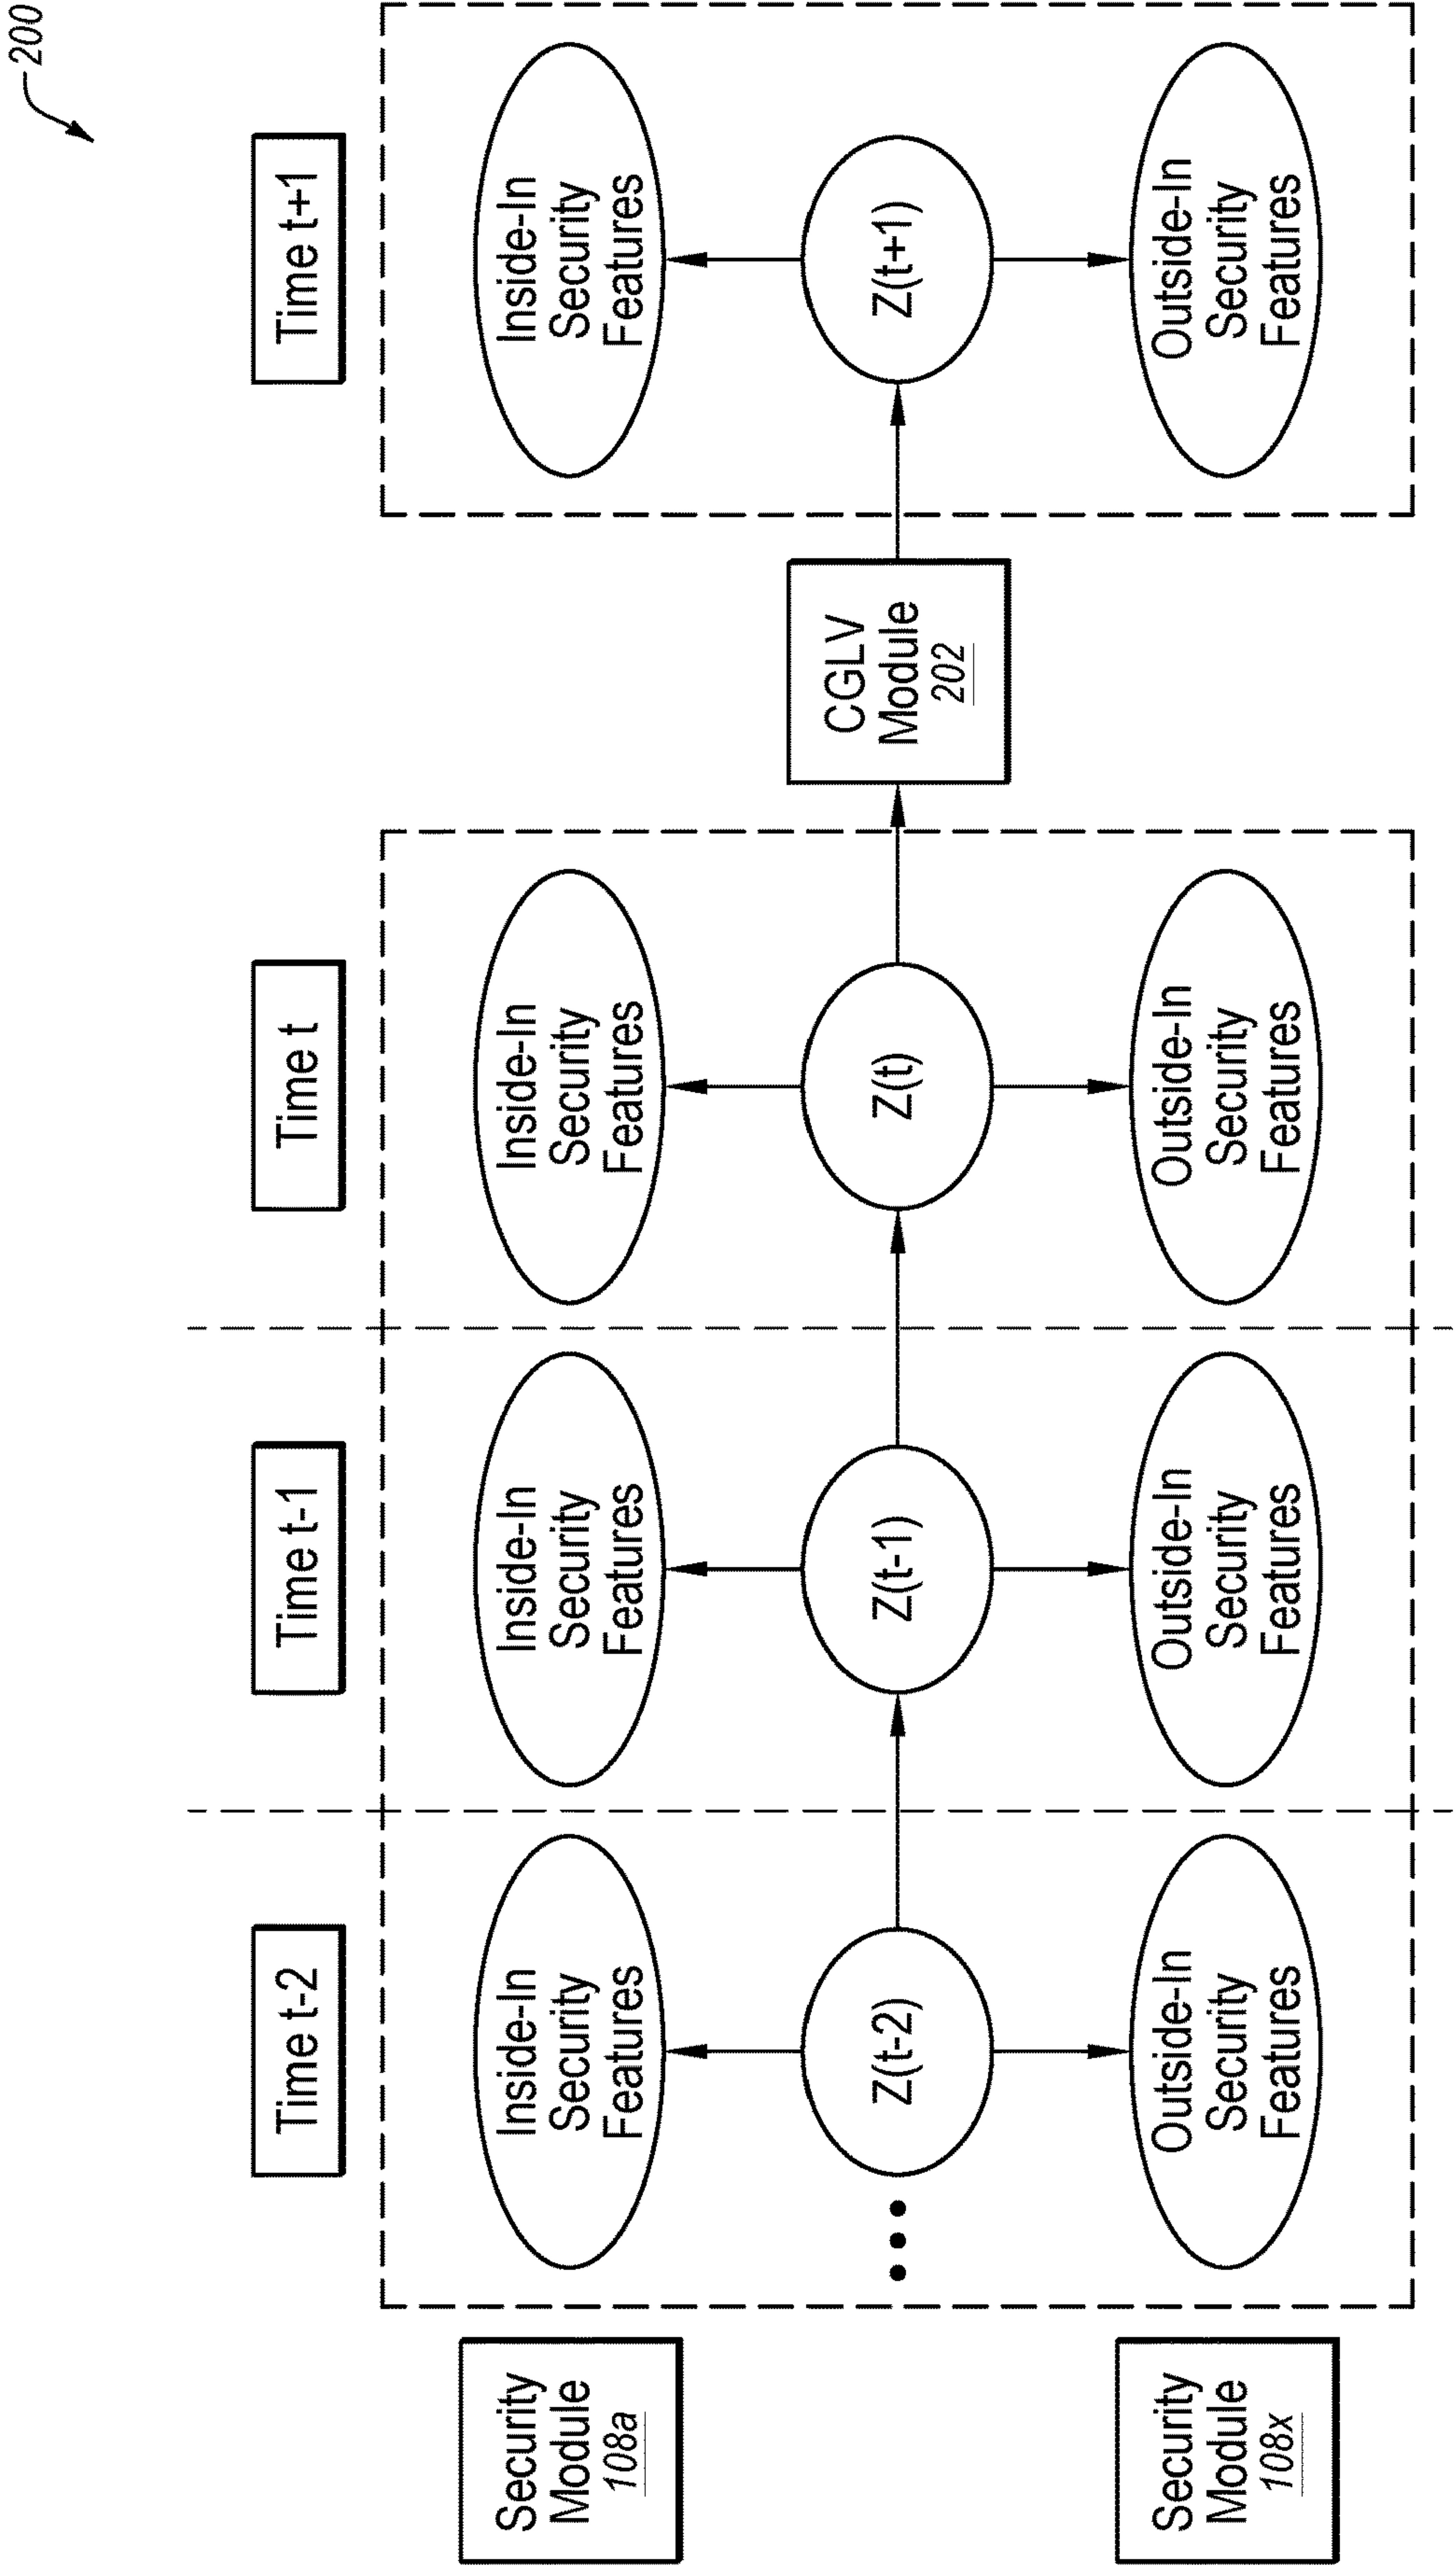 200
Time t-2
Time t-1
Time t
Time t+1
Security
Module
108a
Inside-In
Security
Features
Inside-In
Security
Features
Inside-In
Security
Features
Inside-In
Security
Features
Z(t-2)
Z(t-1)
Z(t)
CGLV
Module
202
Z(t+1)
Security
Module
108x
Outside-In
Security
Features
Outside-In
Security
Features
Outside-In
Security
Features
Outside-In
Security
Features